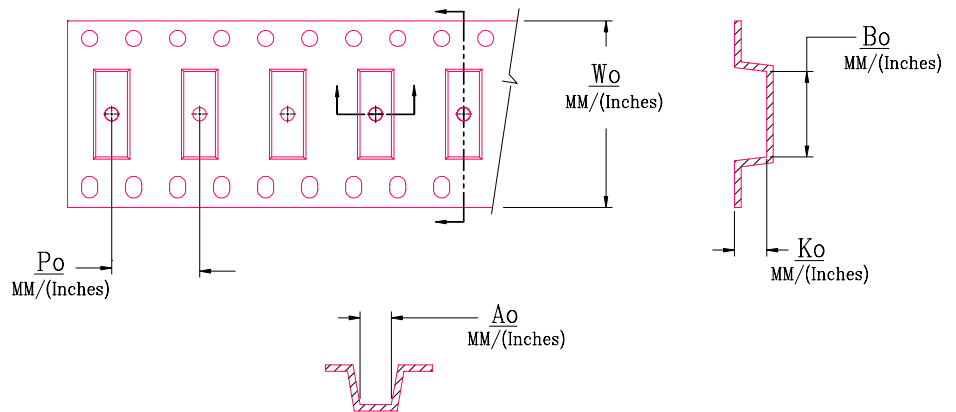 Wo
MM/(Inches)
Bo
MM/(Inches)
Po
MM/(Inches)
Ko
MM/(Inches)
Ao
MM/(Inches)